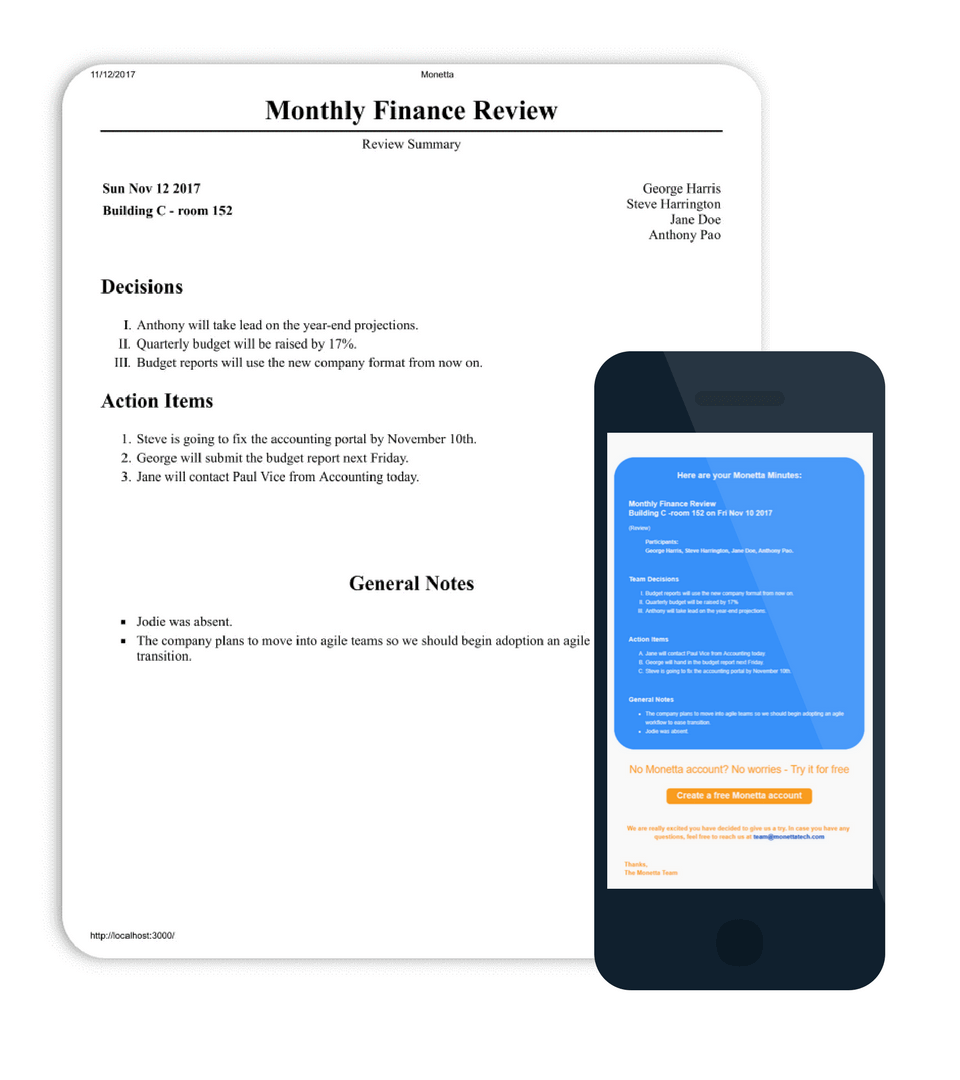 11/12/2017
Monetta
Monthly Finance Review
Review Summary
Sun Nov 12 2017
Building C - room 152
George Harris
Steve Harrington
Jane Doe
Anthony Pao
Decisions
I. Anthony will take lead on the year-end projections.
II. Quarterly budget will be raised by 17%.
III. Budget reports will use the new company format from now on.
Action Items
1. Steve is going to fix the accounting portal by November 10th.
2. George will submit the budget report next Friday.
3. Jane will contact Paul Vice from Accounting today.
General Notes
▪ Jodie was absent.
▪ The company plans to move into agile teams so we should begin adoption an agile
transition.
http://localhost:3000/
Here are your Monetta Minutes:
Monthly Finance Review
Building C -room 152 on Fri Nov 10 2017
(Review)
Participants:
George Harris, Steve Harrington, Jane Doe, Anthony Pao.
Team Decisions
I. Budget reports will use the new company format from now on
II. Quarterly budget will be raised by 17%
III. Anthony will take lead on the year-end projections.
Action Items
A. Jane will contact Paul Vice from Accounting today
B. George will hand in the budget report next Friday
C. Steve is going to fix the accounting portal by November 10th.
General Notes
• The company plans to move into agile teams so we should begin adopting an agile
workflow to ease transition.
• Jodie was absent
No Monetta account? No worries - Try it for free
Create a free Monetta account
We are really excited you have decided to give us a try. In case you have any
questions, feel free to reach us at team@monettatech.com
Thanks,
The Monetta Team